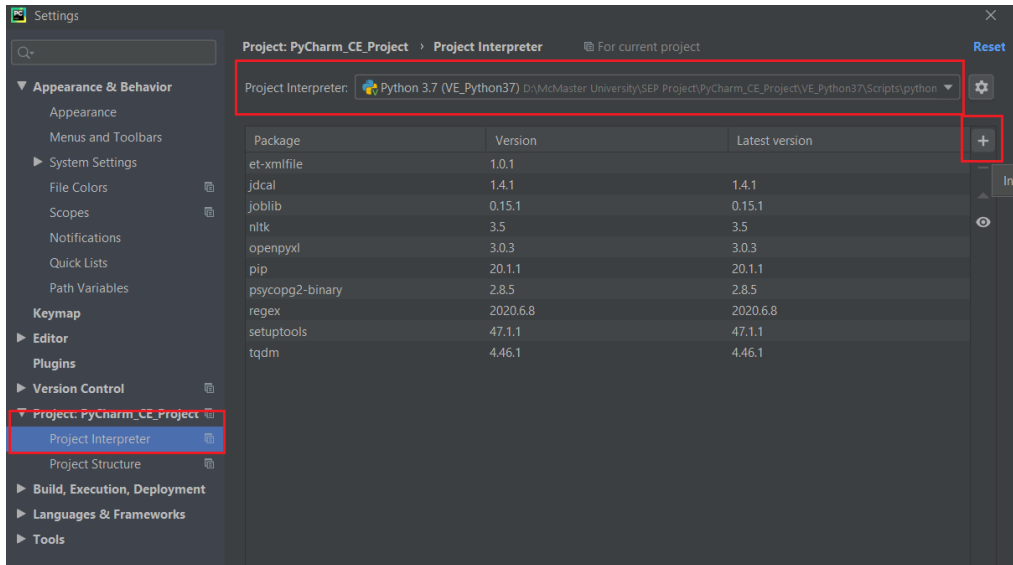 PC Settings
Project: PyCharm_CE_Project › Project Interpreter For current project Reset
Project Interpreter: Python 3.7 (VE_Python37) D:\McMaster University\SEP Project\PyCharm_CE_Project\VE_Python37\Scripts\python
Appearance & Behavior
Appearance
Menus and Toolbars
System Settings
File Colors
Scopes
Notifications
Quick Lists
Path Variables
Keymap
Editor
Plugins
Version Control
Project: PyCharm_CE_Project
Project Interpreter
Project Structure
Build, Execution, Deployment
Languages & Frameworks
Tools
Package Version Latest version
et-xmlfile 1.0.1
jdcal 1.4.1 1.4.1
joblib 0.15.1 0.15.1
nltk 3.5 3.5
openpyxl 3.0.3 3.0.3
pip 20.1.1 20.1.1
psycopg2-binary 2.8.5 2.8.5
regex 2020.6.8 2020.6.8
setuptools 47.1.1 47.1.1
tqdm 4.46.1 4.46.1
In